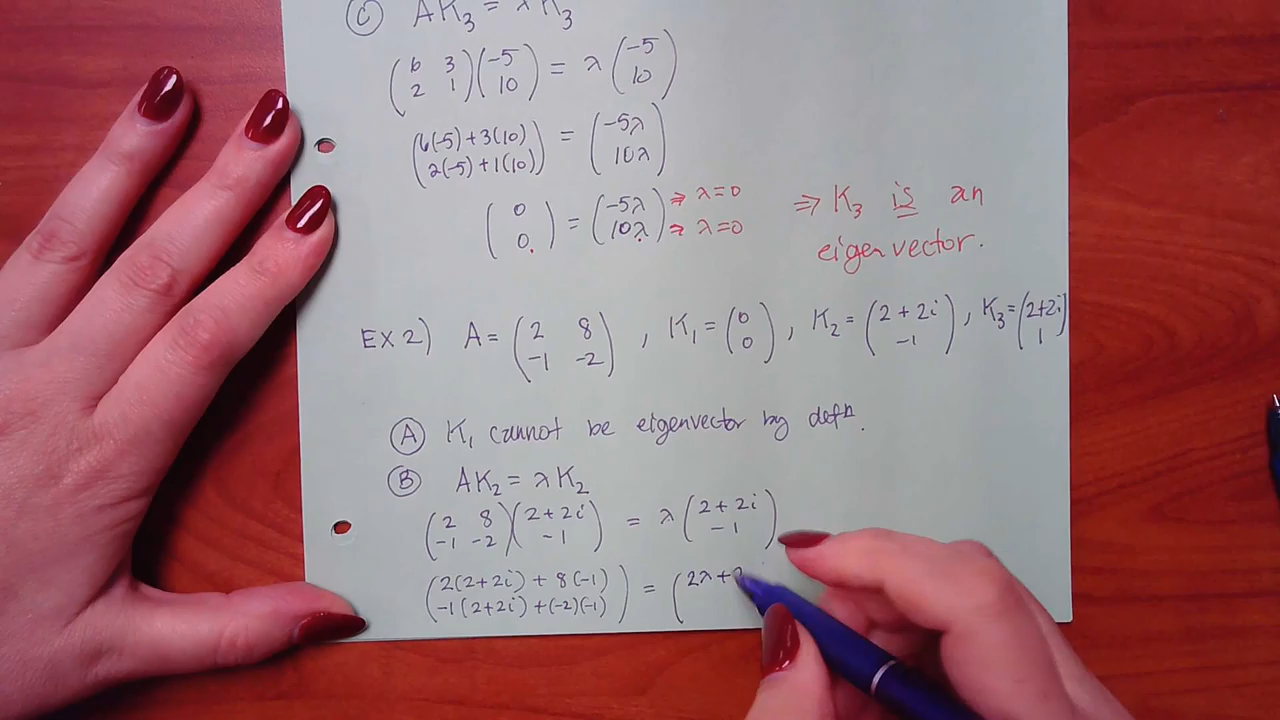 Ⓒ AK₃ = λK₃
(6 3 / 2 1)(-5 / 10) = λ(-5 / 10)
(6(-5)+3(10) / 2(-5)+1(10)) = (-5λ / 10λ)
(0 / 0) = (-5λ / 10λ) ⇒ λ=0 ⇒ λ=0 ⇒ K₃ is an
eigenvector.
EX 2) A = (2 8 / -1 -2), K₁ = (0 / 0), K₂ = (2+2i / -1), K₃ = (2+2i / 1)
Ⓐ K₁ cannot be eigenvector by defn.
Ⓑ AK₂ = λK₂
(2 8 / -1 -2)(2+2i / -1) = λ(2+2i / -1)
(2(2+2i) + 8(-1) / -1(2+2i) + (-2)(-1)) = (2λ+2